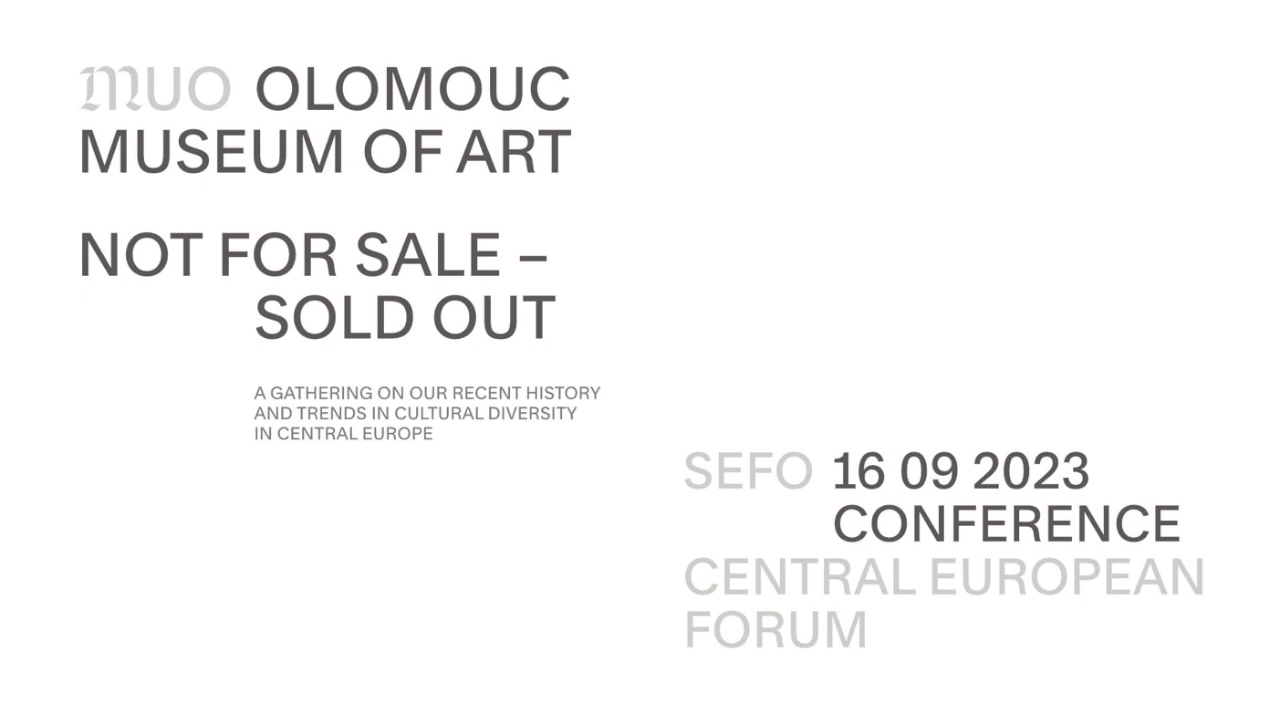 MUO OLOMOUC
MUSEUM OF ART
NOT FOR SALE –
SOLD OUT
A GATHERING ON OUR RECENT HISTORY
AND TRENDS IN CULTURAL DIVERSITY
IN CENTRAL EUROPE
SEFO 16 09 2023
CONFERENCE
CENTRAL EUROPEAN
FORUM